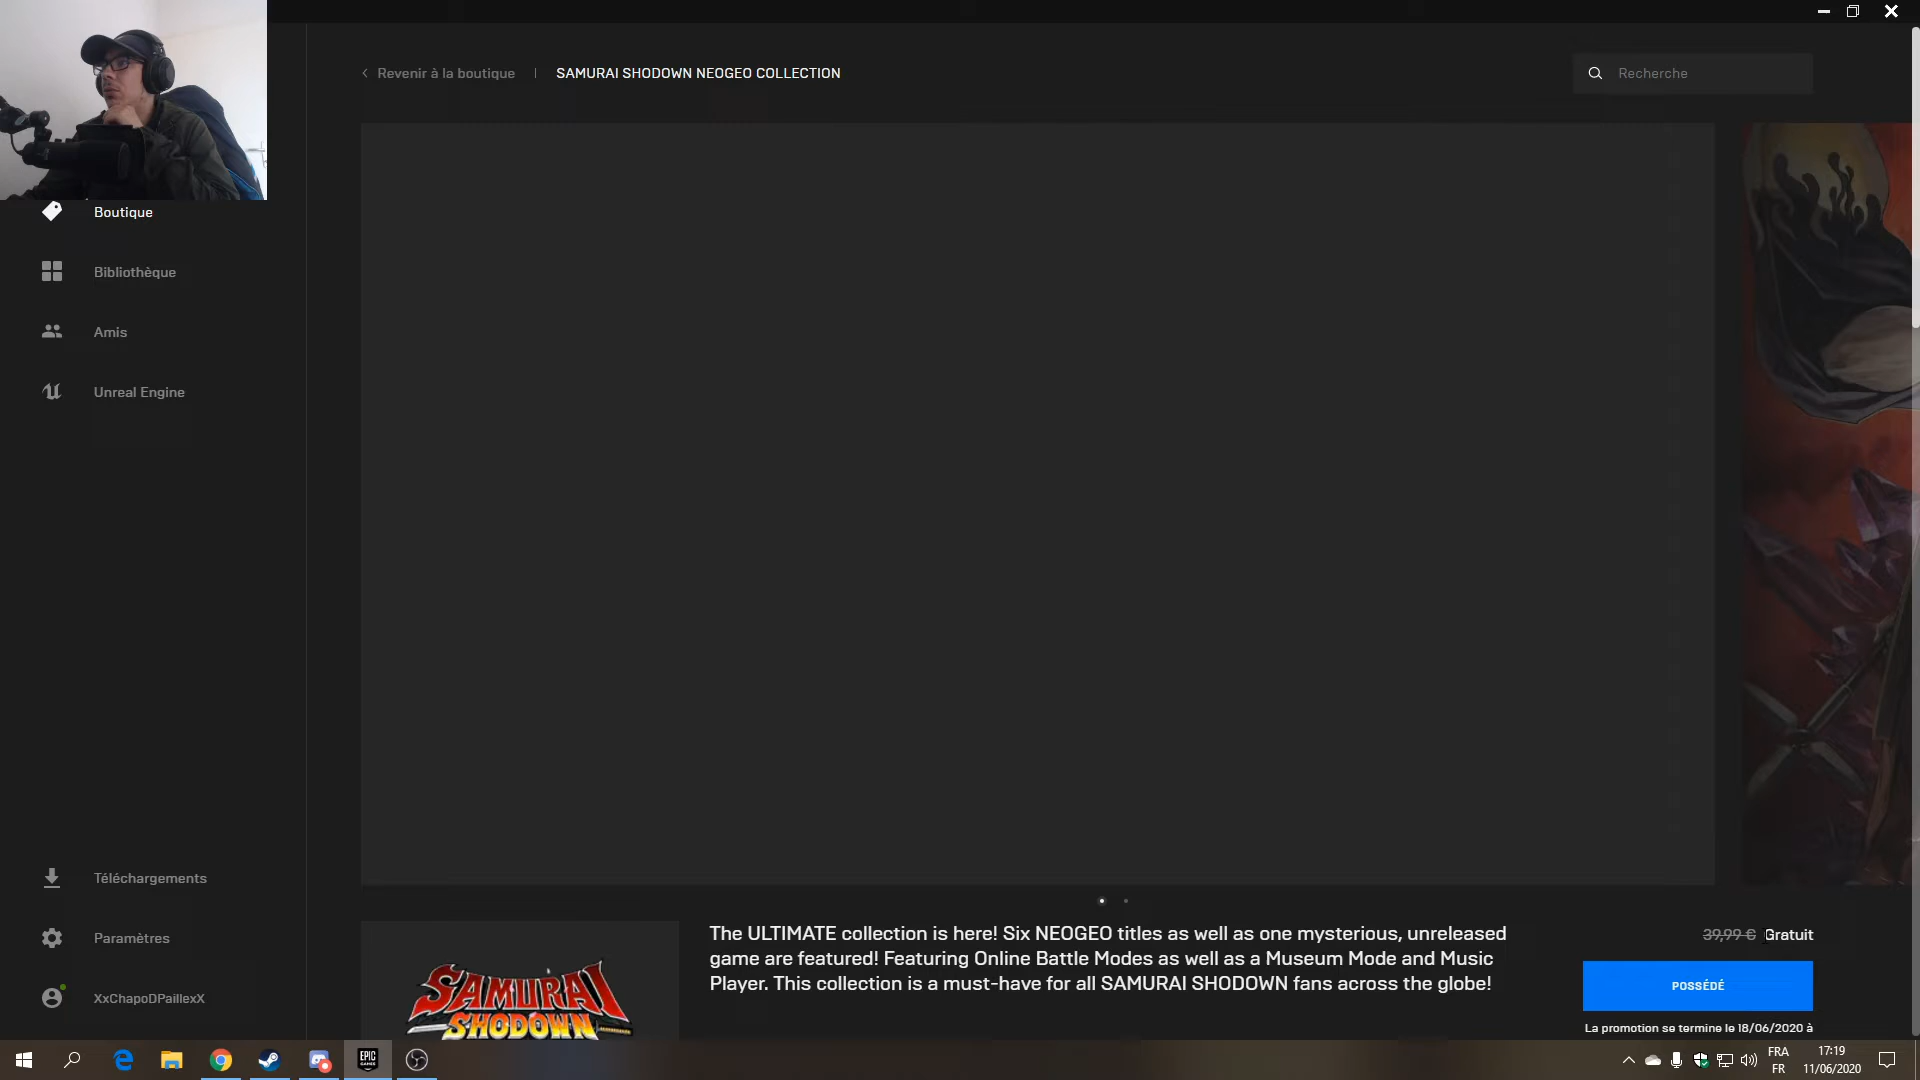 Revenir à la boutique
SAMURAI SHODOWN NEOGEO COLLECTION
Recherche
Boutique
Bibliothèque
Amis
Unreal Engine
Téléchargements
Paramètres
XxChapoDPaillexX
SAMURAI
SHODOWN
The ULTIMATE collection is here! Six NEOGEO titles as well as one mysterious, unreleased
game are featured! Featuring Online Battle Modes as well as a Museum Mode and Music
Player. This collection is a must-have for all SAMURAI SHODOWN fans across the globe!
39,99 € Gratuit
POSSÉDÉ
La promotion se termine le 18/06/2020 à
EPIC
GAMES
FRA
FR
17:19
11/06/2020